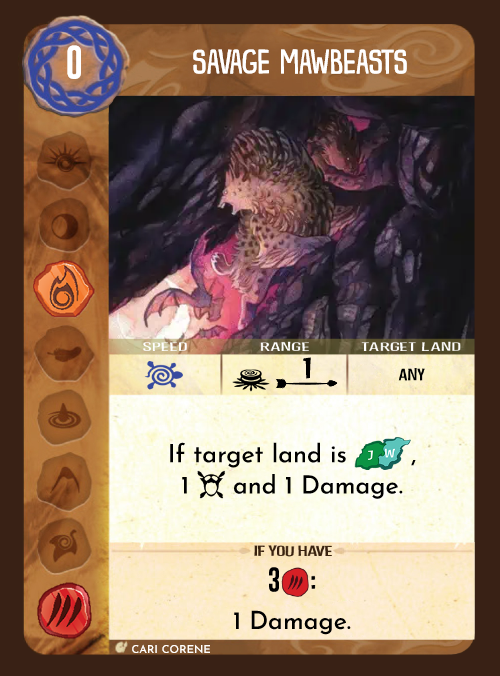 0
SAVAGE MAWBEASTS
SPEED RANGE TARGET LAND
1 ANY
If target land is J W ,
1 and 1 Damage.
IF YOU HAVE
3 :
1 Damage.
CARI CORENE